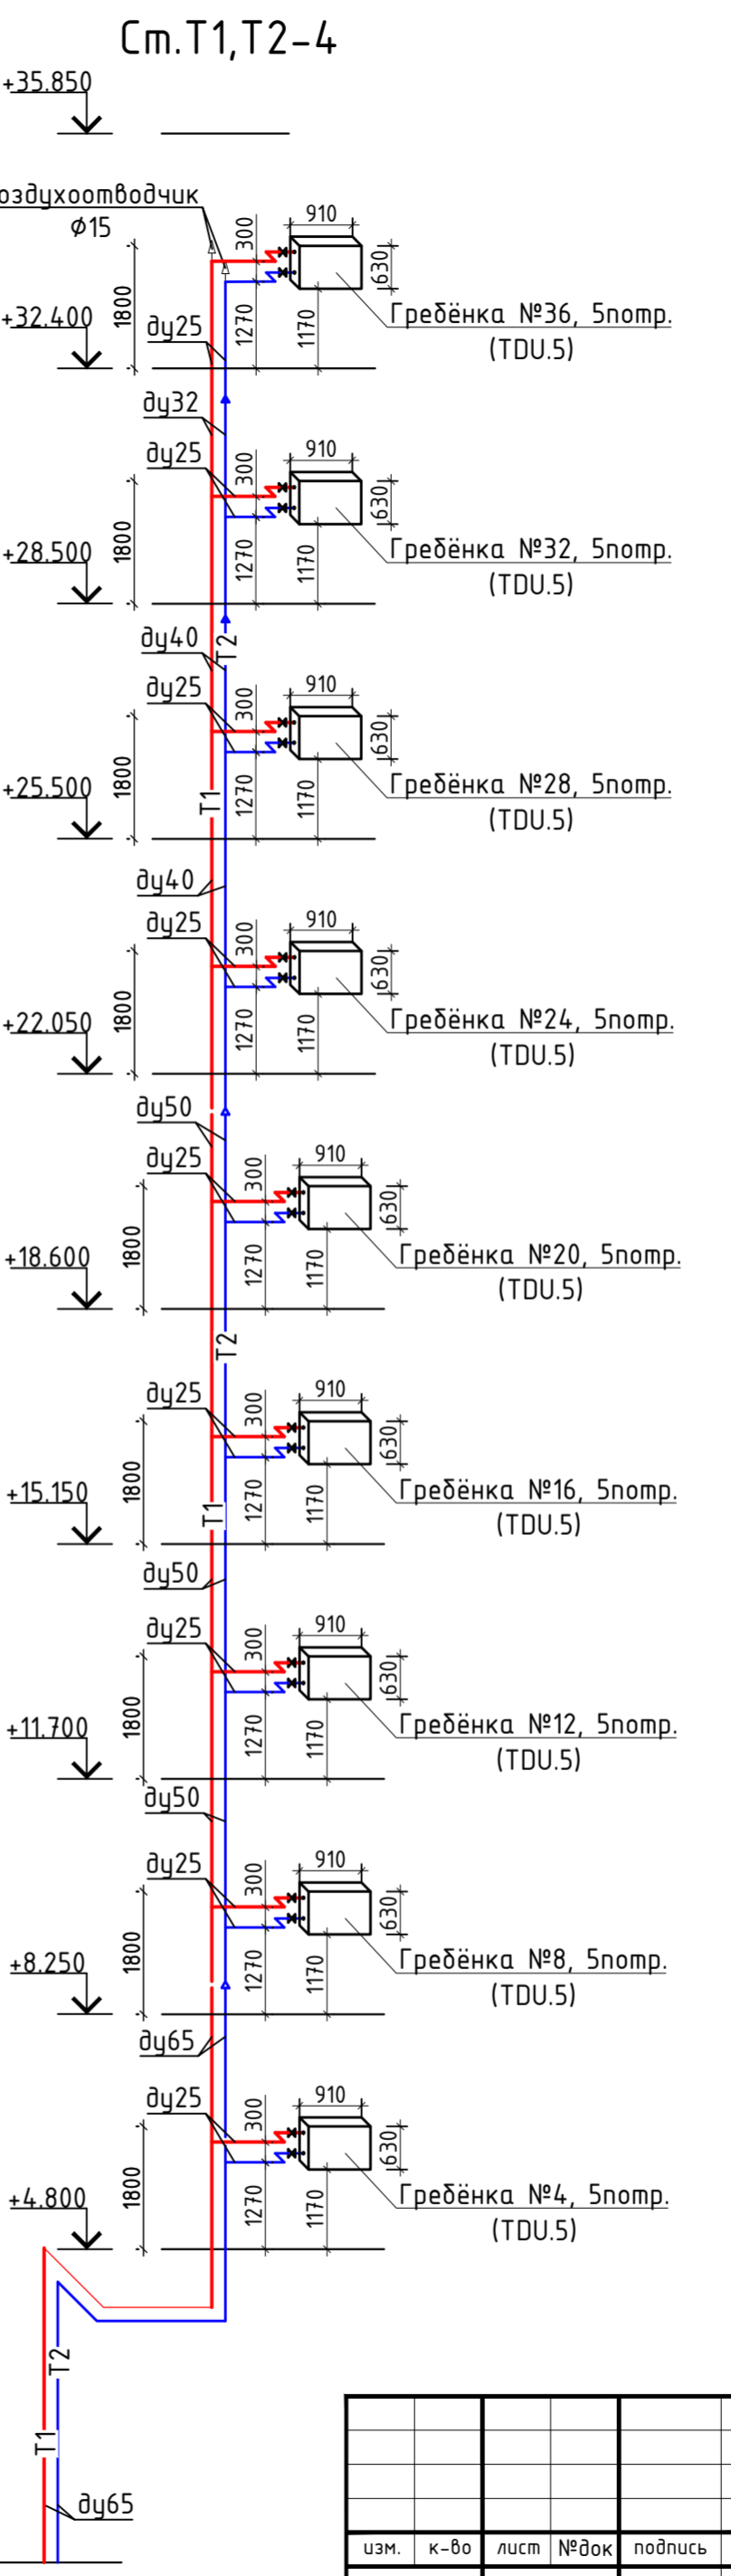 Ст.Т1,Т2-4
+35.850
оздухоотводчик
Ф15
910
300
630
1800
1270
1170
Гребёнка №36, 5потр.
(TDU.5)
+32.400
ду25
ду32
ду25
910
300
630
1800
1270
1170
Гребёнка №32, 5потр.
(TDU.5)
+28.500
ду40
Т2
ду25
910
300
630
1800
1270
1170
Гребёнка №28, 5потр.
(TDU.5)
+25.500
Т1
ду40
ду25
910
300
630
1800
1270
1170
Гребёнка №24, 5потр.
(TDU.5)
+22.050
ду50
ду25
910
300
630
1800
1270
1170
Гребёнка №20, 5потр.
(TDU.5)
+18.600
Т2
ду25
910
300
630
1800
1270
1170
Гребёнка №16, 5потр.
(TDU.5)
+15.150
Т1
ду50
ду25
910
300
630
1800
1270
1170
Гребёнка №12, 5потр.
(TDU.5)
+11.700
ду50
ду25
910
300
630
1800
1270
1170
Гребёнка №8, 5потр.
(TDU.5)
+8.250
ду65
ду25
910
300
630
1800
1270
1170
Гребёнка №4, 5потр.
(TDU.5)
+4.800
Т2
Т1
ду65
изм. к-во лист №док подпись